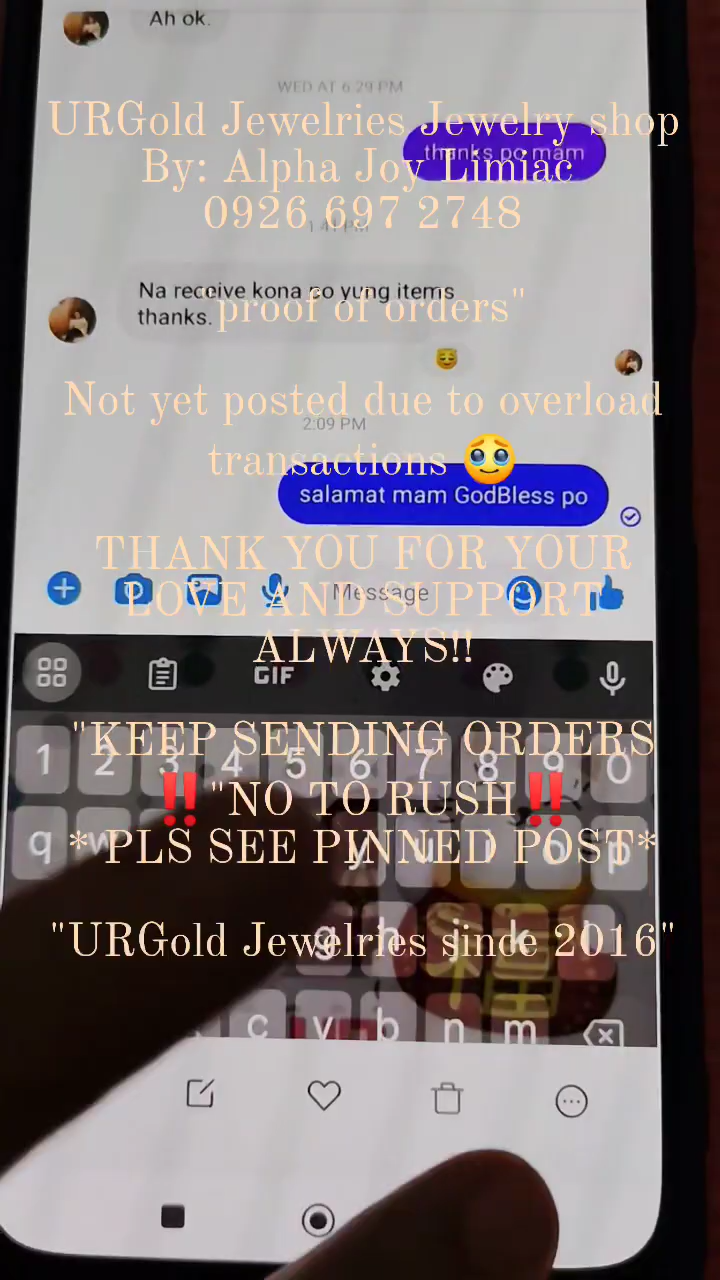 Ah ok.
WED AT 6:29 PM
URGold Jewelries Jewelry shop
thanks po mam
By: Alpha Joy Limiac
0926 697 2748
1:41 PM
Na receive kona po yung items
thanks.
"proof of orders"
Not yet posted due to overload
2:09 PM
transactions 🥹
salamat mam GodBless po
THANK YOU FOR YOUR
Message
LOVE AND SUPPORT
ALWAYS!!
GIF
"KEEP SENDING ORDERS
1 2 3 4 5 6 7 8 9 0
‼️"NO TO RUSH‼️
q w y u i o p
*PLS SEE PINNED POST*
"URGold Jewelries since 2016"
g h j k l
c v b n m